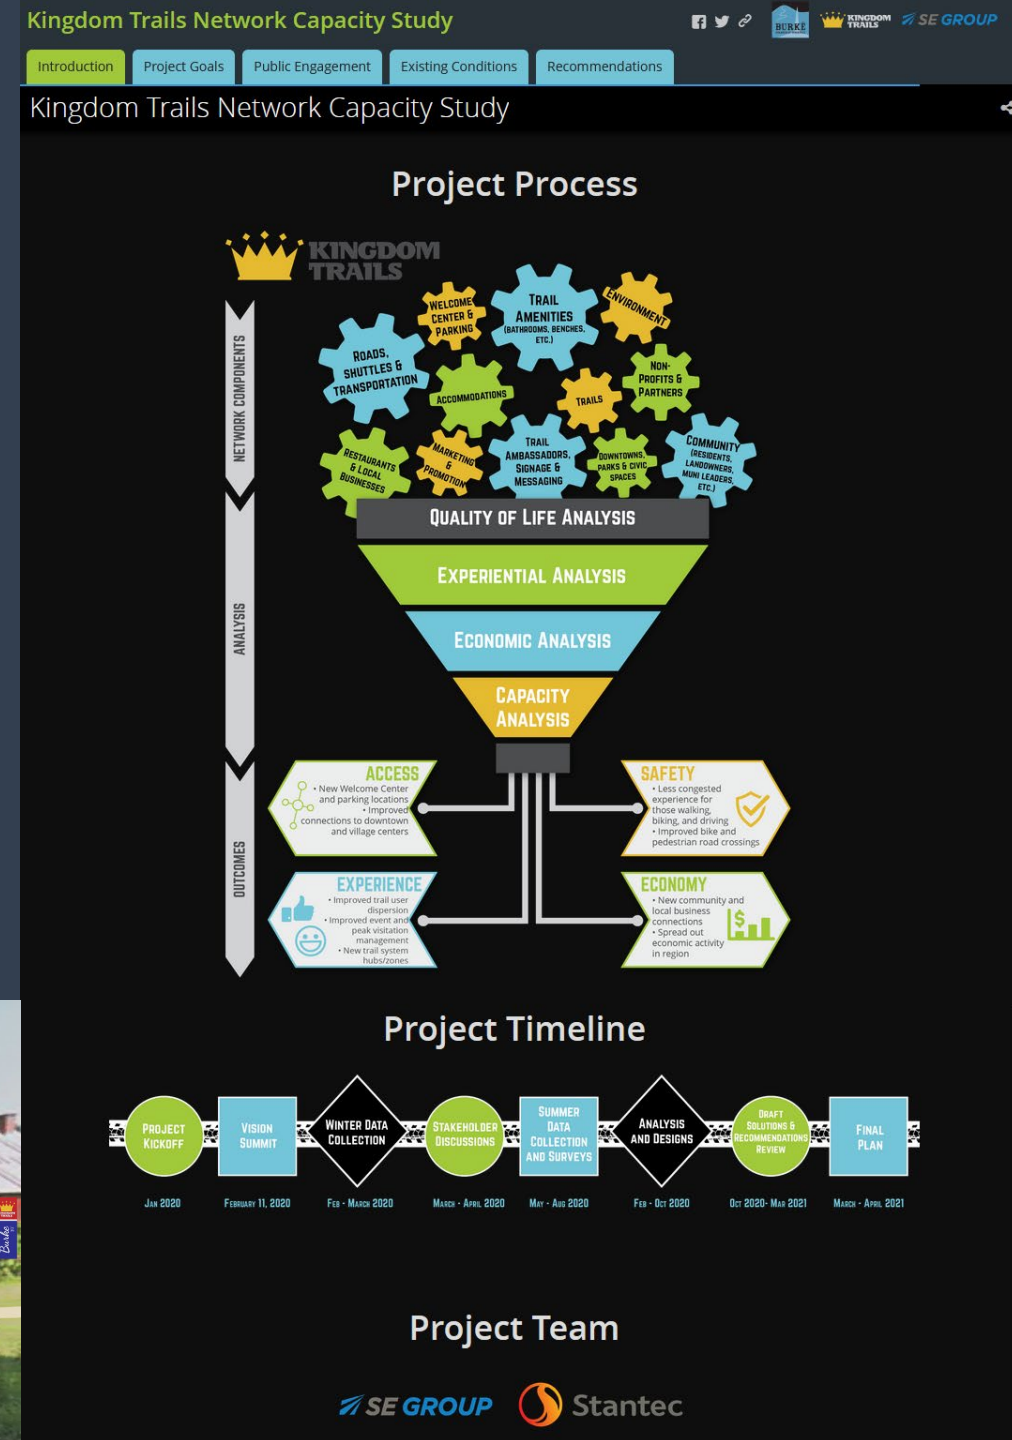 Kingdom Trails Network Capacity Study
BURKE
KINGDOM
TRAILS
SE GROUP
Introduction
Project Goals
Public Engagement
Existing Conditions
Recommendations
Kingdom Trails Network Capacity Study
Project Process
KINGDOM
TRAILS
NETWORK COMPONENTS
WELCOME
CENTER &
PARKING
TRAIL
AMENITIES
(BATHROOMS, BENCHES,
ETC.)
ENVIRONMENT
ROADS,
SHUTTLES &
TRANSPORTATION
ACCOMMODATIONS
TRAILS
NON-
PROFITS &
PARTNERS
RESTAURANTS
& LOCAL
BUSINESSES
MARKETING
&
PROMOTION
TRAIL
AMBASSADORS,
SIGNAGE &
MESSAGING
DOWNTOWNS,
PARKS & CIVIC
SPACES
COMMUNITY
(RESIDENTS,
LANDOWNERS,
MUNI LEADERS,
ETC.)
ANALYSIS
QUALITY OF LIFE ANALYSIS
EXPERIENTIAL ANALYSIS
ECONOMIC ANALYSIS
CAPACITY
ANALYSIS
OUTCOMES
ACCESS
• New Welcome Center
and parking locations
• Improved
connections to downtown
and village centers
SAFETY
• Less congested
experience for
those walking,
biking, and driving
• Improved bike and
pedestrian road crossings
EXPERIENCE
• Improved trail user
dispersion
• Improved event and
peak visitation
management
• New trail system
hubs/zones
ECONOMY
• New community and
local business
connections
• Spread out
economic activity
in region
$
Project Timeline
PROJECT
KICKOFF
VISION
SUMMIT
WINTER DATA
COLLECTION
STAKEHOLDER
DISCUSSIONS
SUMMER
DATA
COLLECTION
AND SURVEYS
ANALYSIS
AND DESIGNS
DRAFT
SOLUTIONS &
RECOMMENDATIONS
REVIEW
FINAL
PLAN
JAN 2020
FEBRUARY 11, 2020
FEB - MARCH 2020
MARCH - APRIL 2020
MAY - AUG 2020
FEB - OCT 2020
OCT 2020- MAR 2021
MARCH - APRIL 2021
Burke
Project Team
SE GROUP
Stantec